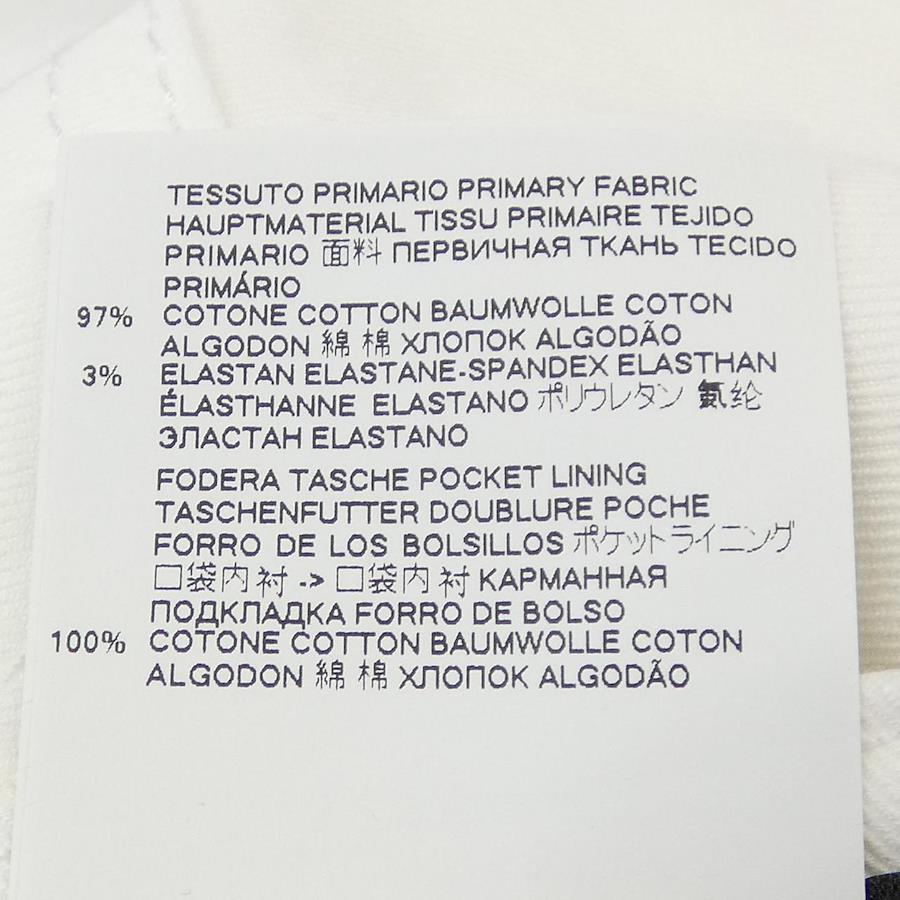 TESSUTO PRIMARIO PRIMARY FABRIC
HAUPTMATERIAL TISSU PRIMAIRE TEJIDO
PRIMARIO 面料 ПЕРВИЧНАЯ ТКАНЬ TECIDO
PRIMÁRIO
97% COTONE COTTON BAUMWOLLE COTON
ALGODON 綿 棉 ХЛОПОК ALGODÃO
3% ELASTAN ELASTANE-SPANDEX ELASTHAN
ÉLASTHANNE ELASTANO ポリウレタン 氨纶
ЭЛАСТАН ELASTANO
FODERA TASCHE POCKET LINING
TASCHENFUTTER DOUBLURE POCHE
FORRO DE LOS BOLSILLOS ポケットライニング
口袋内衬 -> 口袋内衬 КАРМАННАЯ
ПОДКЛАДКА FORRO DE BOLSO
100% COTONE COTTON BAUMWOLLE COTON
ALGODON 綿 棉 ХЛОПОК ALGODÃO